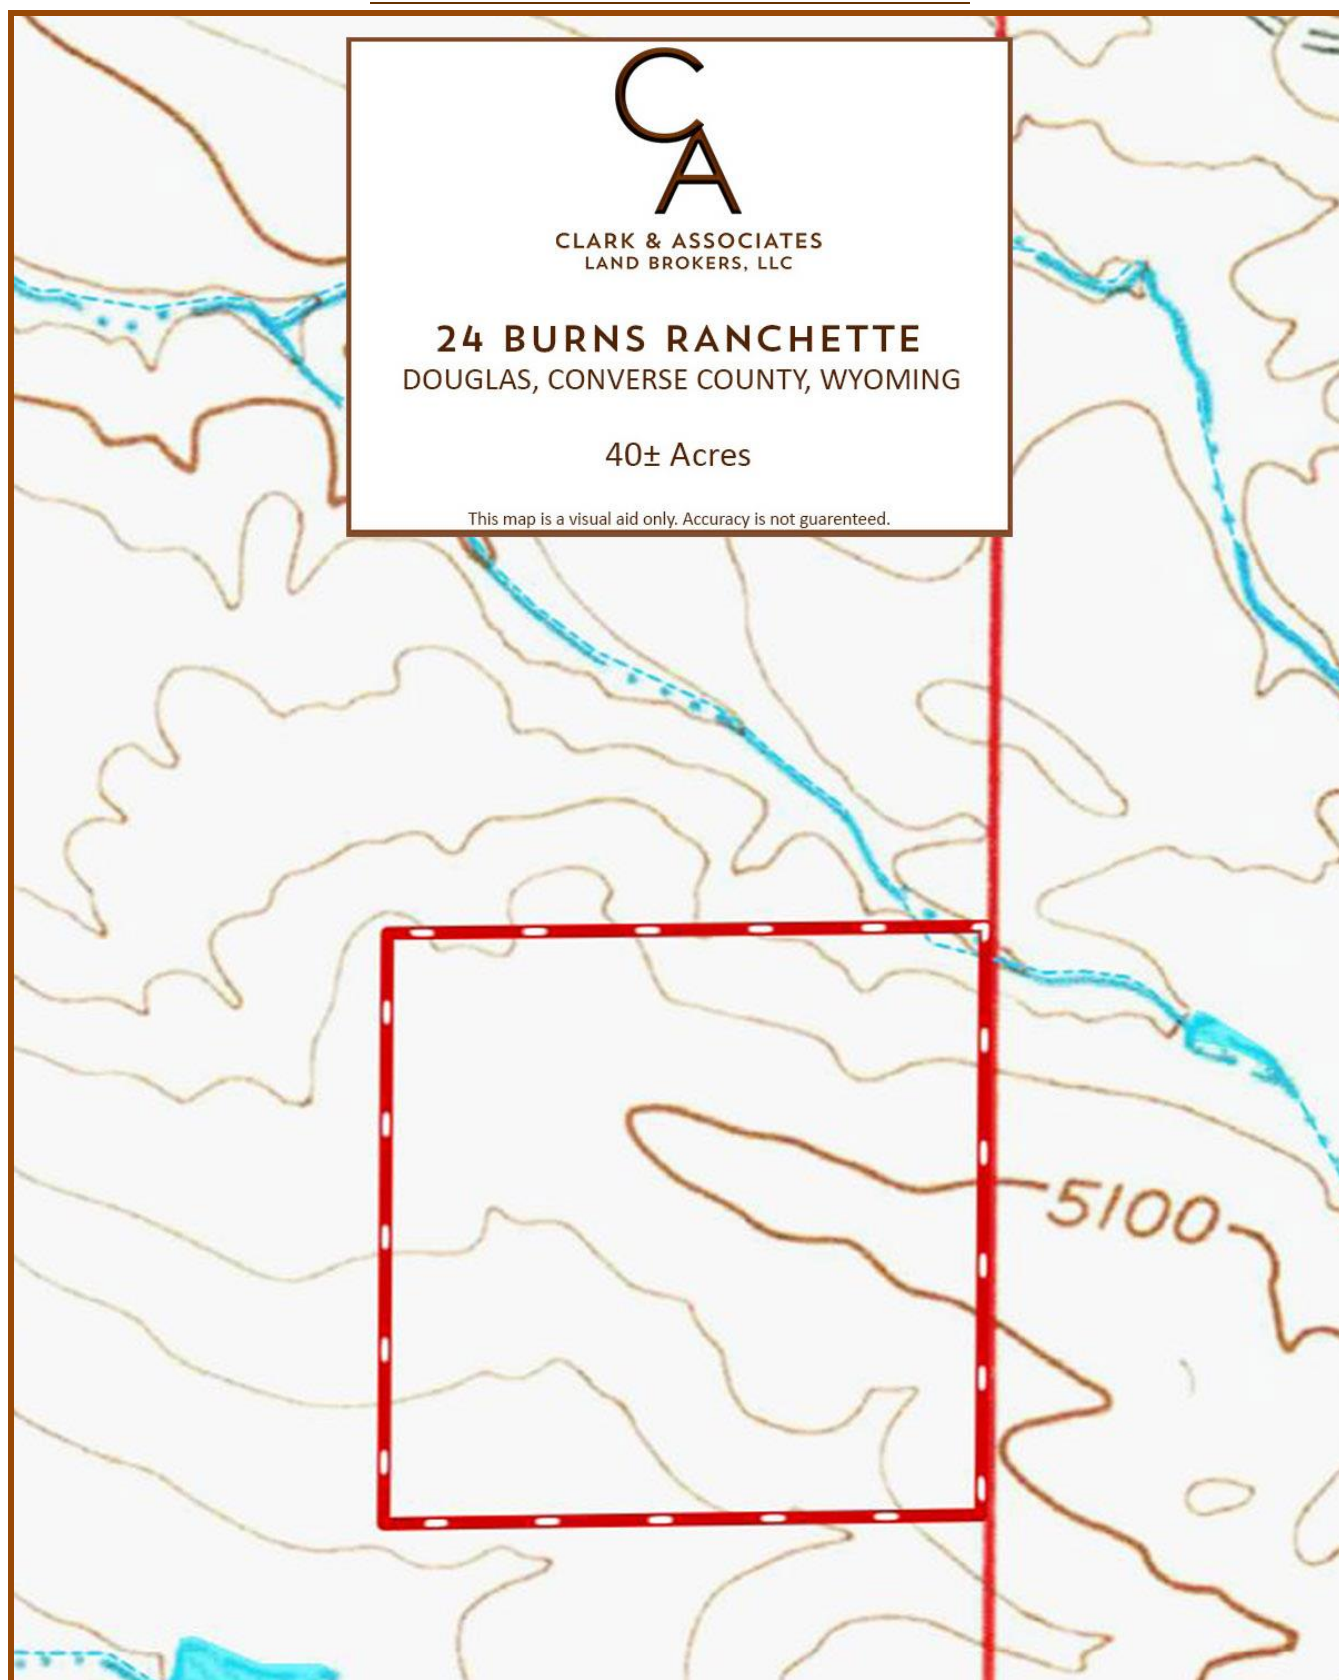 CA
CLARK & ASSOCIATES
LAND BROKERS, LLC
24 BURNS RANCHETTE
DOUGLAS, CONVERSE COUNTY, WYOMING
40± Acres
This map is a visual aid only. Accuracy is not guarenteed.
5100